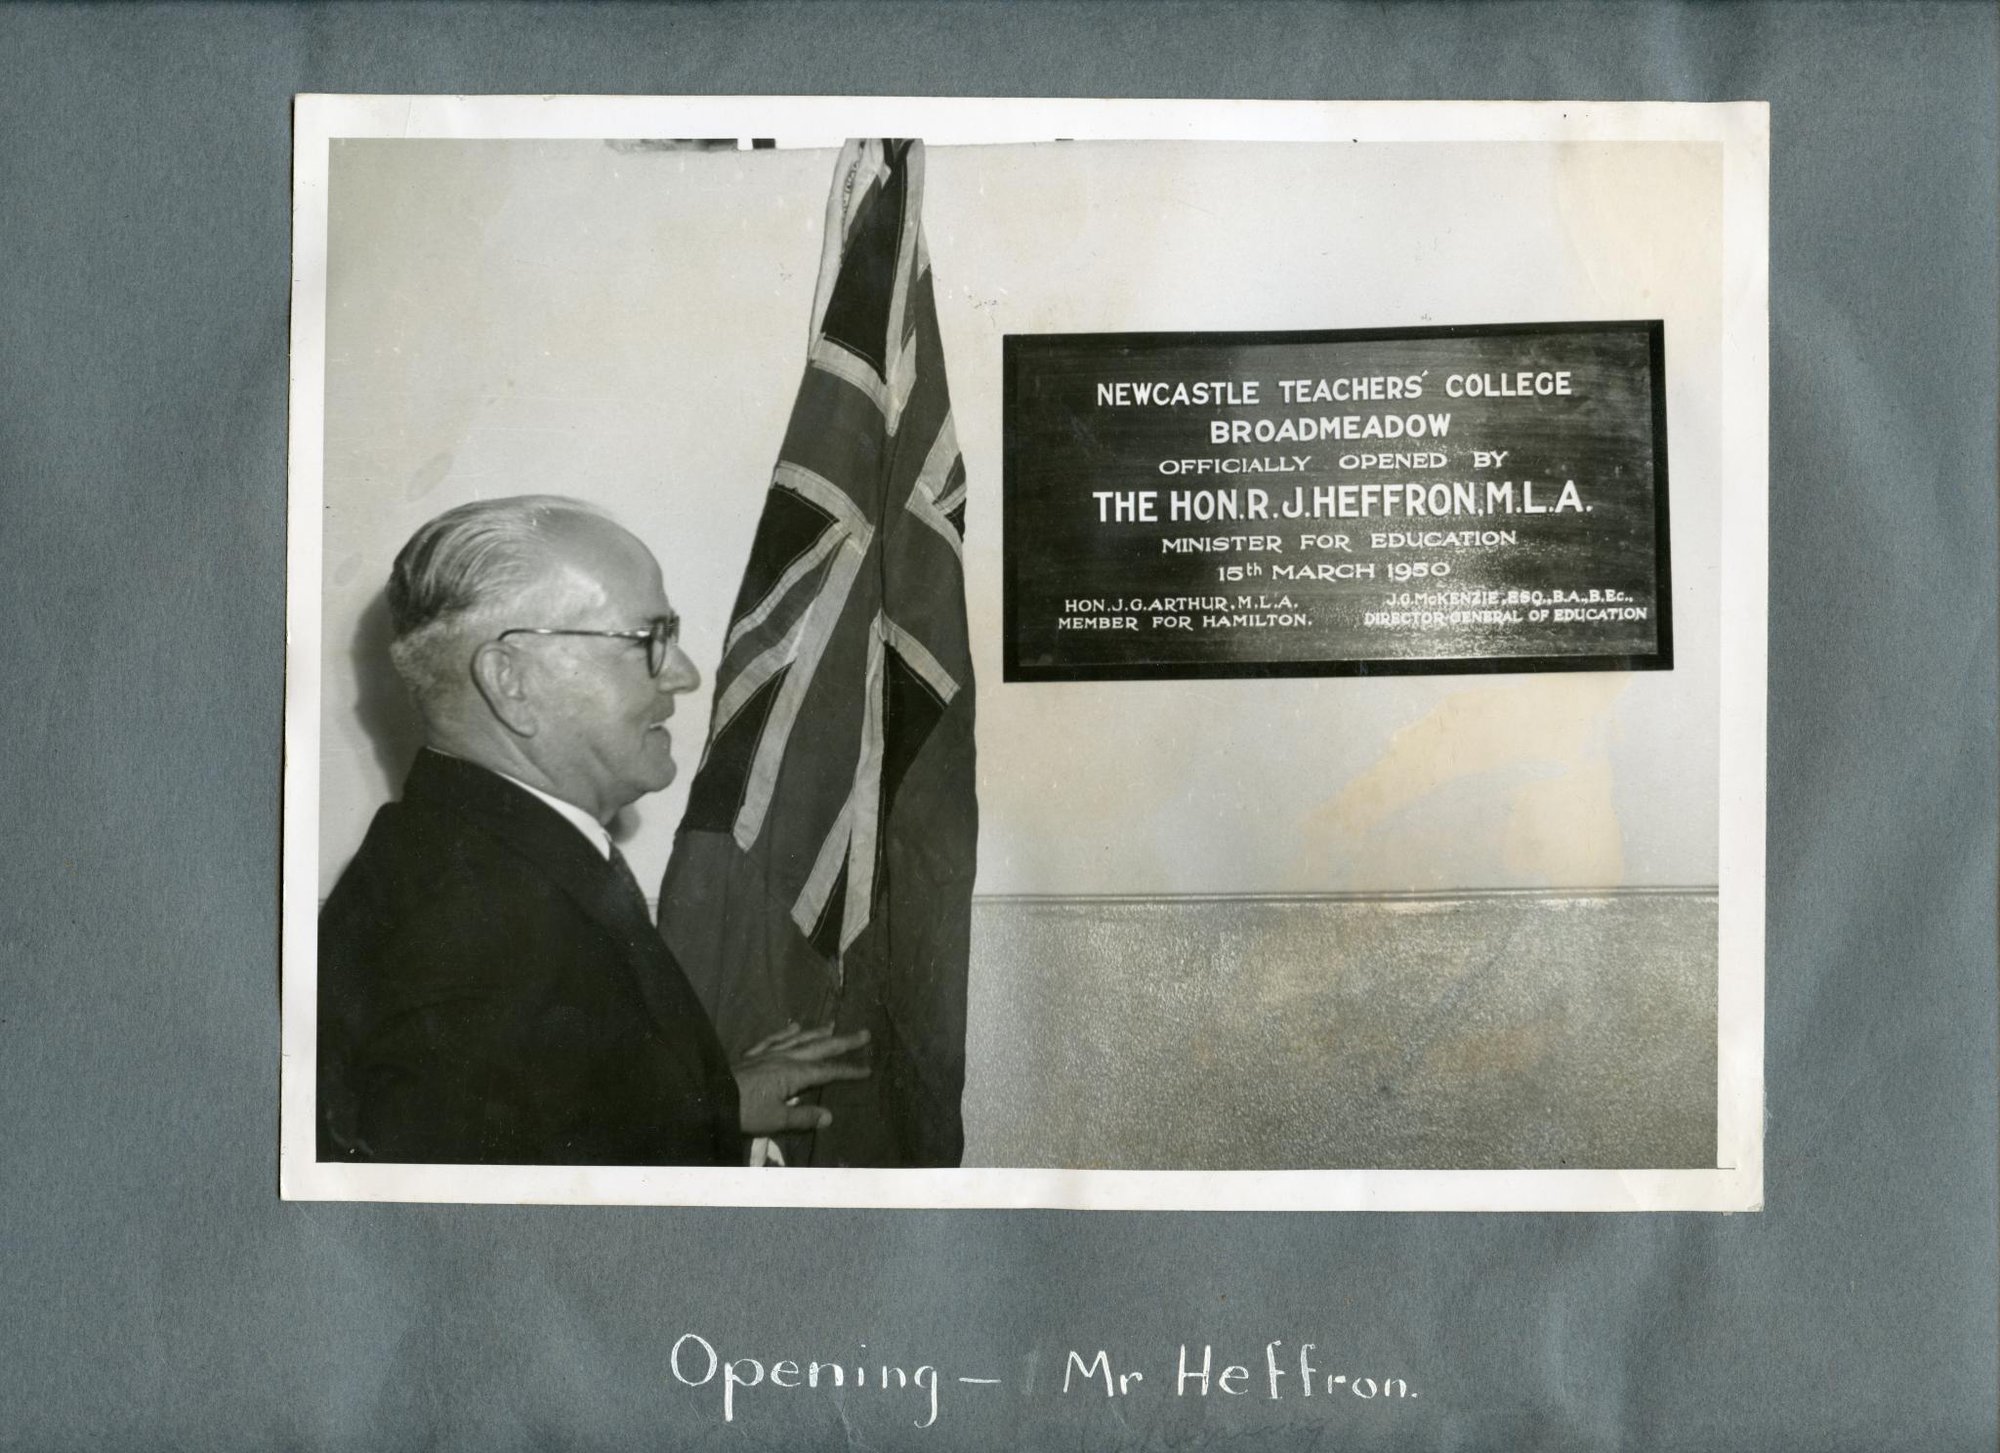 NEWCASTLE TEACHERS' COLLEGE
BROADMEADOW
OFFICIALLY OPENED BY
THE HON. R. J. HEFFRON, M.L.A.
MINISTER FOR EDUCATION
15th MARCH 1950
HON. J. G. ARTHUR, M.L.A. J. G. McKENZIE, ESQ., B.A., B.Ec.,
MEMBER FOR HAMILTON. DIRECTOR-GENERAL OF EDUCATION
Opening — Mr Heffron.